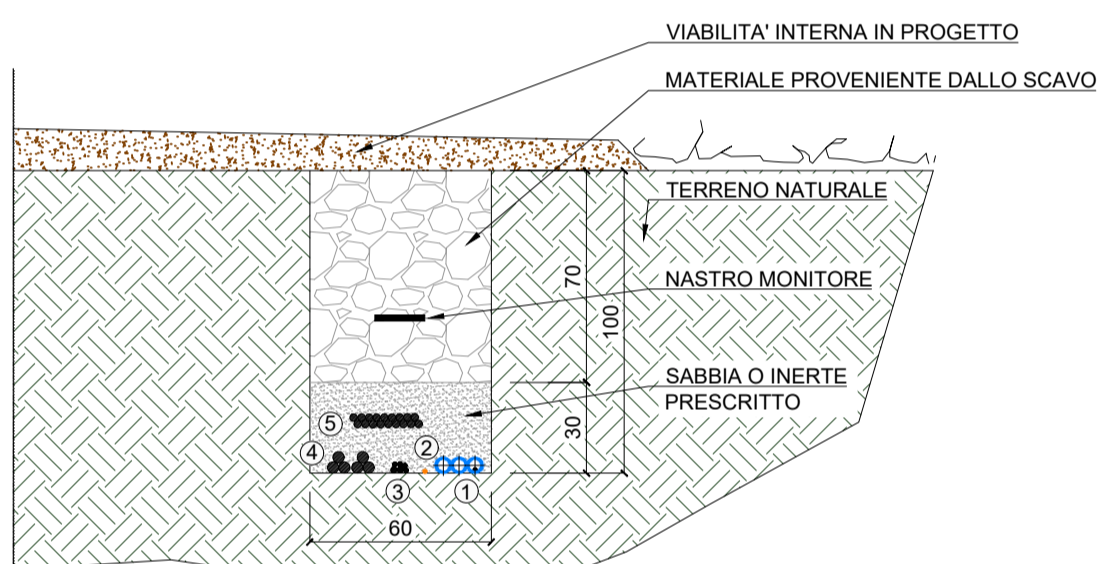 VIABILITA' INTERNA IN PROGETTO
MATERIALE PROVENIENTE DALLO SCAVO
TERRENO NATURALE
70
100
NASTRO MONITORE
SABBIA O INERTE
PRESCRITTO
30
5
2
4
3
1
60